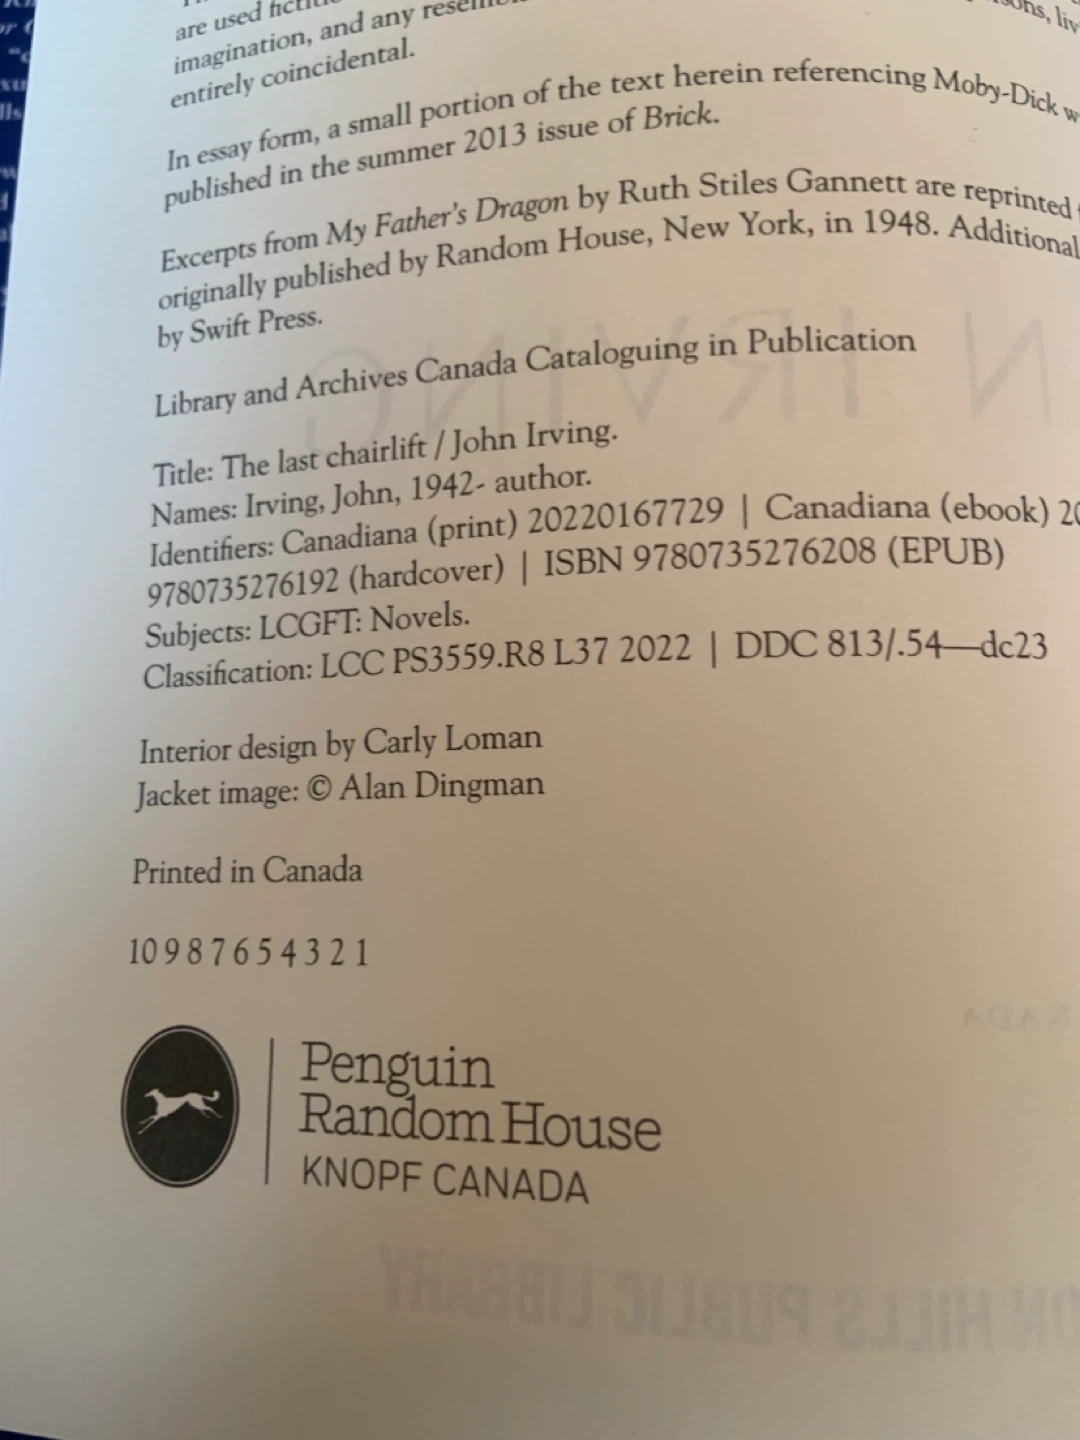 are used
imagination, and any
entirely coincidental.
In essay form, a small portion of the text herein referencing Moby-Dick w
published in the summer 2013 issue of Brick.
Excerpts from My Father's Dragon by Ruth Stiles Gannett are reprinted
originally published by Random House, New York, in 1948. Additional
by Swift Press.
Library and Archives Canada Cataloguing in Publication
Title: The last chairlift / John Irving.
Names: Irving, John, 1942- author.
Identifiers: Canadiana (print) 20220167729 | Canadiana (ebook) 20
9780735276192 (hardcover) | ISBN 9780735276208 (EPUB)
Subjects: LCGFT: Novels.
Classification: LCC PS3559.R8 L37 2022 | DDC 813/.54—dc23
Interior design by Carly Loman
Jacket image: © Alan Dingman
Printed in Canada
10 9 8 7 6 5 4 3 2 1
Penguin
Random House
KNOPF CANADA
ON HILLS PUBLIC LIBRARY